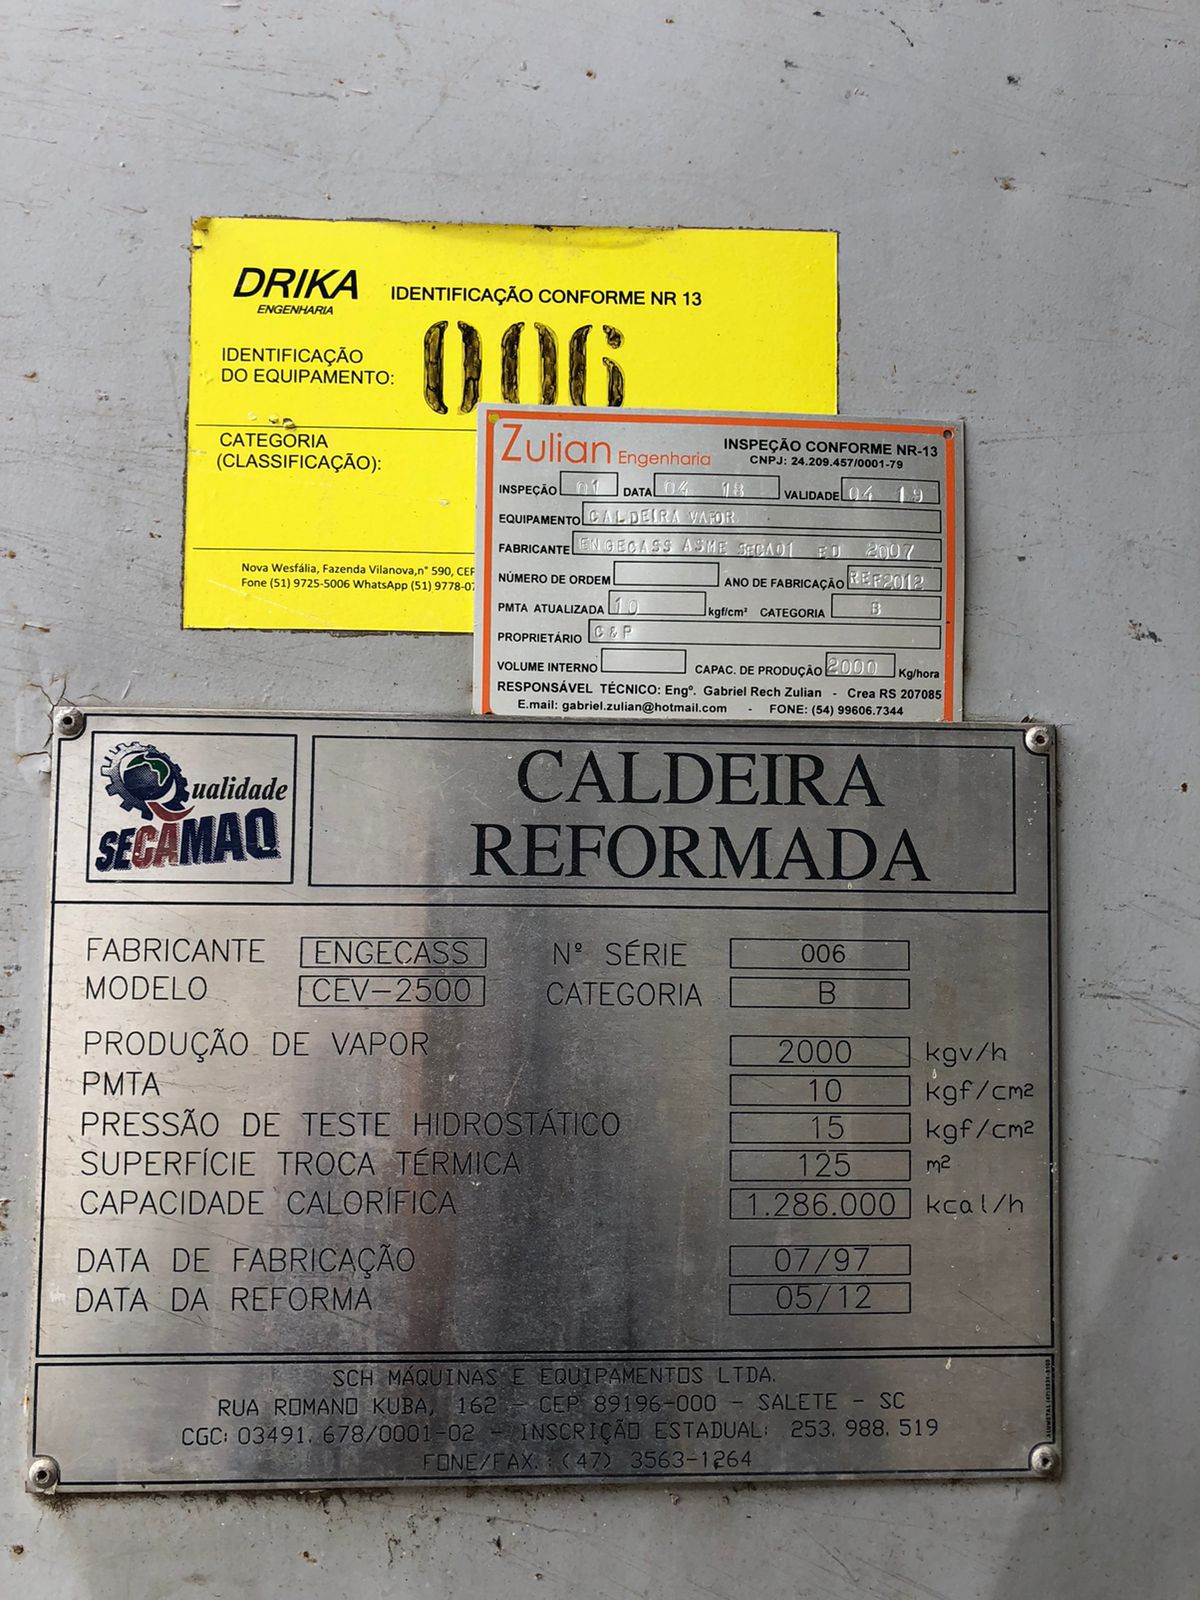 DRIKA
ENGENHARIA
IDENTIFICAÇÃO CONFORME NR 13
IDENTIFICAÇÃO
DO EQUIPAMENTO: 006
CATEGORIA
(CLASSIFICAÇÃO):
Nova Wesfália, Fazenda Vilanova,n° 590, CEP
Fone (51) 9725-5006 WhatsApp (51) 9778-07
Zulian Engenharia
INSPEÇÃO CONFORME NR-13
CNPJ: 24.209.457/0001-79
INSPEÇÃO 01 DATA 04 18 VALIDADE 04 19
EQUIPAMENTO CALDEIRA VAPOR
FABRICANTE ENGECASS ASME SECA01 ED 2007
NÚMERO DE ORDEM ANO DE FABRICAÇÃO REF2012
PMTA ATUALIZADA 10 kgf/cm² CATEGORIA B
PROPRIETÁRIO C&P
VOLUME INTERNO CAPAC. DE PRODUÇÃO 2000 Kg/hora
RESPONSÁVEL TÉCNICO: Engº. Gabriel Rech Zulian - Crea RS 207085
E.mail: gabriel.zulian@hotmail.com - FONE: (54) 99606.7344
Qualidade
SECAMAQ
CALDEIRA
REFORMADA
FABRICANTE ENGECASS Nº SÉRIE 006
MODELO CEV-2500 CATEGORIA B
PRODUÇÃO DE VAPOR 2000 kgv/h
PMTA 10 kgf/cm2
PRESSÃO DE TESTE HIDROSTÁTICO 15 kgf/cm2
SUPERFÍCIE TROCA TÉRMICA 125 m2
CAPACIDADE CALORÍFICA 1.286.000 kcal/h
DATA DE FABRICAÇÃO 07/97
DATA DA REFORMA 05/12
SCH MÁQUINAS E EQUIPAMENTOS LTDA.
RUA ROMANO KUBA, 162 - CEP 89196-000 - SALETE - SC
CGC: 03491.678/0001-02 - INSCRIÇÃO ESTADUAL: 253.988.519
FONE/FAX.: (47) 3563-1264